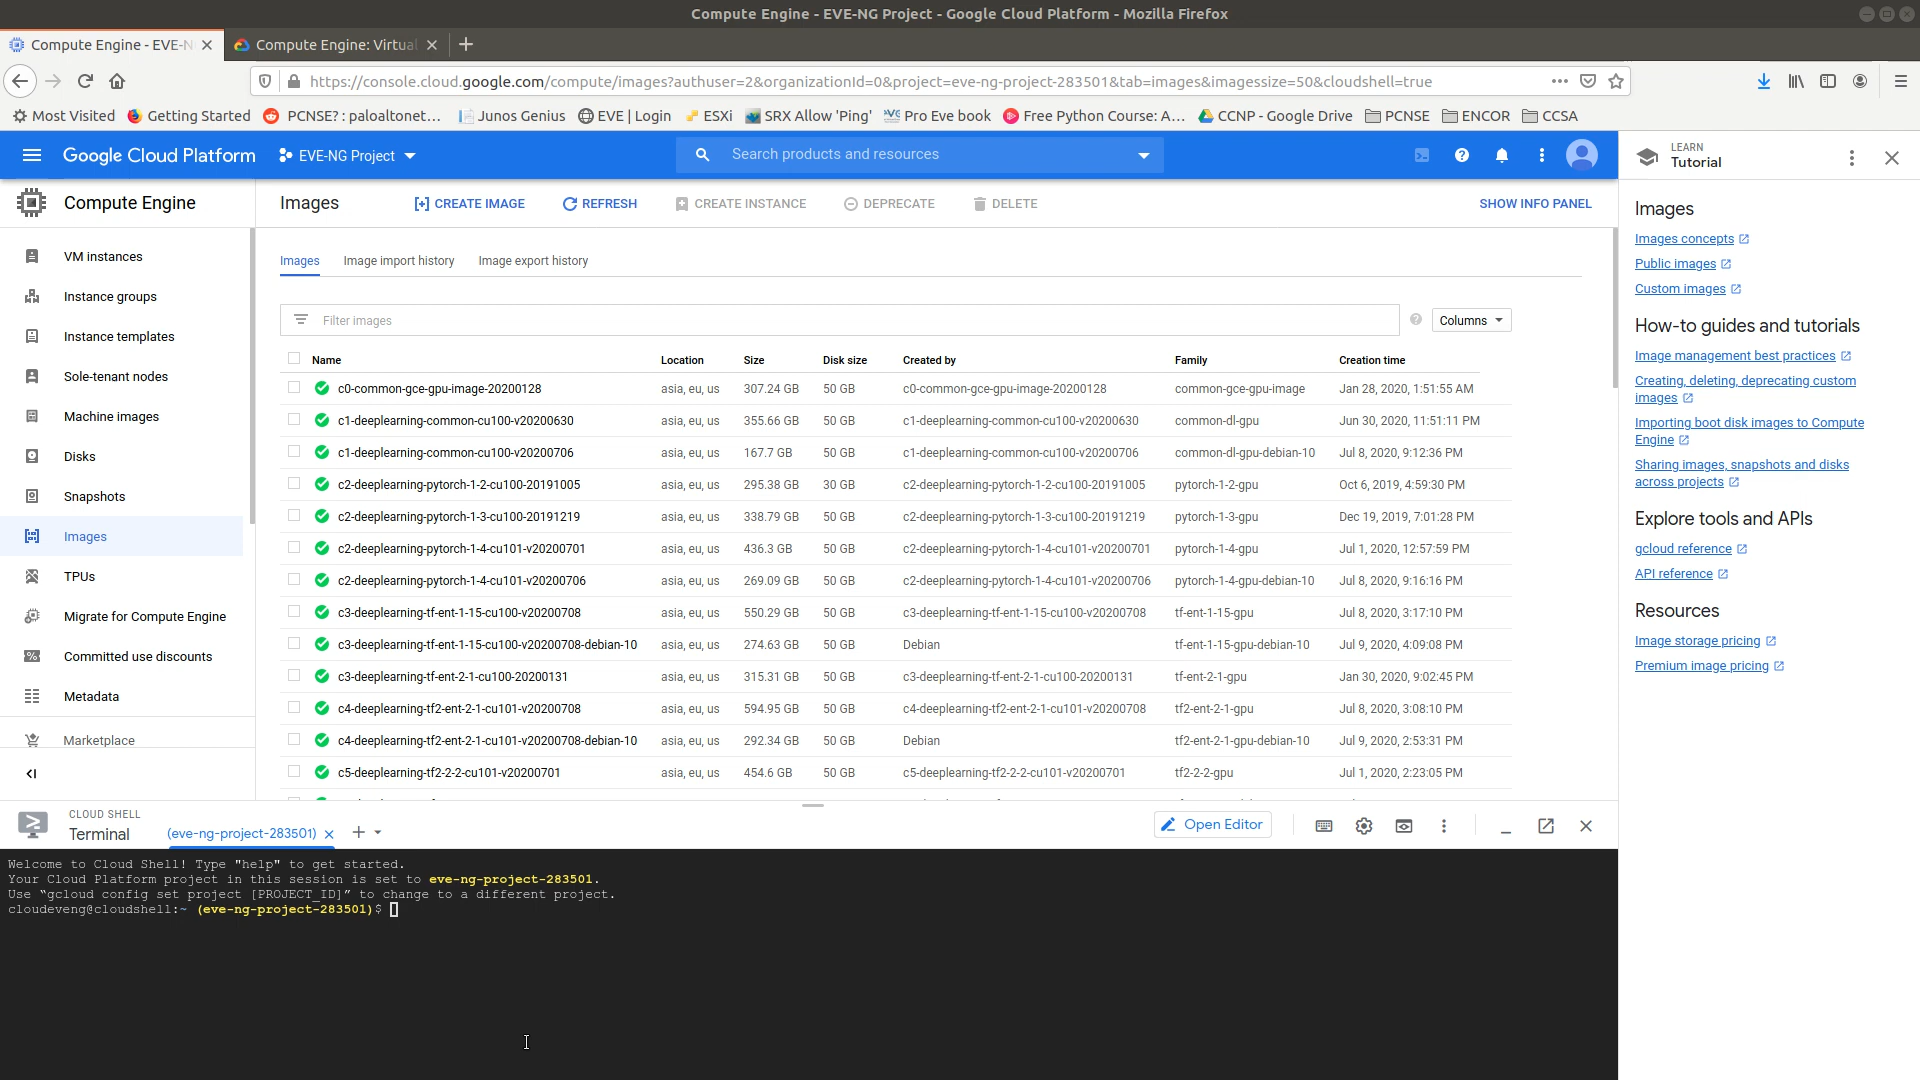 Compute Engine - EVE-NG Project - Google Cloud Platform - Mozilla Firefox
Compute Engine - EVE-N
Compute Engine: Virtual
https://console.cloud.google.com/compute/images?authuser=2&organizationId=0&project=eve-ng-project-283501&tab=images&imagessize=50&cloudshell=true
Most Visited Getting Started PCNSE? : paloaltonet... Junos Genius EVE | Login ESXi SRX Allow 'Ping' Pro Eve book Free Python Course: A... CCNP - Google Drive PCNSE ENCOR CCSA
Google Cloud Platform EVE-NG Project Search products and resources
LEARN
Tutorial
Compute Engine
Images CREATE IMAGE REFRESH CREATE INSTANCE DEPRECATE DELETE SHOW INFO PANEL
VM instances
Instance groups
Instance templates
Sole-tenant nodes
Machine images
Disks
Snapshots
Images
TPUs
Migrate for Compute Engine
Committed use discounts
Metadata
Marketplace
Images Image import history Image export history
Filter images Columns
Name Location Size Disk size Created by Family Creation time
c0-common-gce-gpu-image-20200128 asia, eu, us 307.24 GB 50 GB c0-common-gce-gpu-image-20200128 common-gce-gpu-image Jan 28, 2020, 1:51:55 AM
c1-deeplearning-common-cu100-v20200630 asia, eu, us 355.66 GB 50 GB c1-deeplearning-common-cu100-v20200630 common-dl-gpu Jun 30, 2020, 11:51:11 PM
c1-deeplearning-common-cu100-v20200706 asia, eu, us 167.7 GB 50 GB c1-deeplearning-common-cu100-v20200706 common-dl-gpu-debian-10 Jul 8, 2020, 9:12:36 PM
c2-deeplearning-pytorch-1-2-cu100-20191005 asia, eu, us 295.38 GB 30 GB c2-deeplearning-pytorch-1-2-cu100-20191005 pytorch-1-2-gpu Oct 6, 2019, 4:59:30 PM
c2-deeplearning-pytorch-1-3-cu100-20191219 asia, eu, us 338.79 GB 50 GB c2-deeplearning-pytorch-1-3-cu100-20191219 pytorch-1-3-gpu Dec 19, 2019, 7:01:28 PM
c2-deeplearning-pytorch-1-4-cu101-v20200701 asia, eu, us 436.3 GB 50 GB c2-deeplearning-pytorch-1-4-cu101-v20200701 pytorch-1-4-gpu Jul 1, 2020, 12:57:59 PM
c2-deeplearning-pytorch-1-4-cu101-v20200706 asia, eu, us 269.09 GB 50 GB c2-deeplearning-pytorch-1-4-cu101-v20200706 pytorch-1-4-gpu-debian-10 Jul 8, 2020, 9:16:16 PM
c3-deeplearning-tf-ent-1-15-cu100-v20200708 asia, eu, us 550.29 GB 50 GB c3-deeplearning-tf-ent-1-15-cu100-v20200708 tf-ent-1-15-gpu Jul 8, 2020, 3:17:10 PM
c3-deeplearning-tf-ent-1-15-cu100-v20200708-debian-10 asia, eu, us 274.63 GB 50 GB Debian tf-ent-1-15-gpu-debian-10 Jul 9, 2020, 4:09:08 PM
c3-deeplearning-tf-ent-2-1-cu100-20200131 asia, eu, us 315.31 GB 50 GB c3-deeplearning-tf-ent-2-1-cu100-20200131 tf-ent-2-1-gpu Jan 30, 2020, 9:02:45 PM
c4-deeplearning-tf2-ent-2-1-cu101-v20200708 asia, eu, us 594.95 GB 50 GB c4-deeplearning-tf2-ent-2-1-cu101-v20200708 tf2-ent-2-1-gpu Jul 8, 2020, 3:08:10 PM
c4-deeplearning-tf2-ent-2-1-cu101-v20200708-debian-10 asia, eu, us 292.34 GB 50 GB Debian tf2-ent-2-1-gpu-debian-10 Jul 9, 2020, 2:53:31 PM
c5-deeplearning-tf2-2-2-cu101-v20200701 asia, eu, us 454.6 GB 50 GB c5-deeplearning-tf2-2-2-cu101-v20200701 tf2-2-2-gpu Jul 1, 2020, 2:23:05 PM
Images
Images concepts
Public images
Custom images
How-to guides and tutorials
Image management best practices
Creating, deleting, deprecating custom
images
Importing boot disk images to Compute
Engine
Sharing images, snapshots and disks
across projects
Explore tools and APIs
gcloud reference
API reference
Resources
Image storage pricing
Premium image pricing
CLOUD SHELL
Terminal (eve-ng-project-283501) Open Editor
Welcome to Cloud Shell! Type "help" to get started.
Your Cloud Platform project in this session is set to eve-ng-project-283501.
Use “gcloud config set project [PROJECT_ID]” to change to a different project.
cloudeveng@cloudshell:~ (eve-ng-project-283501)$